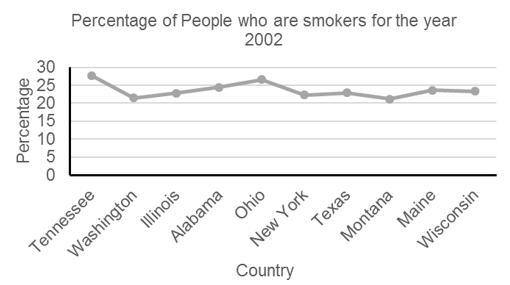 Percentage of People who are smokers for the year
2002
30
25
20
15
10
5
0
Percentage
Tennessee
Washington
Illinois
Alabama
Ohio
New York
Texas
Montana
Maine
Wisconsin
Country